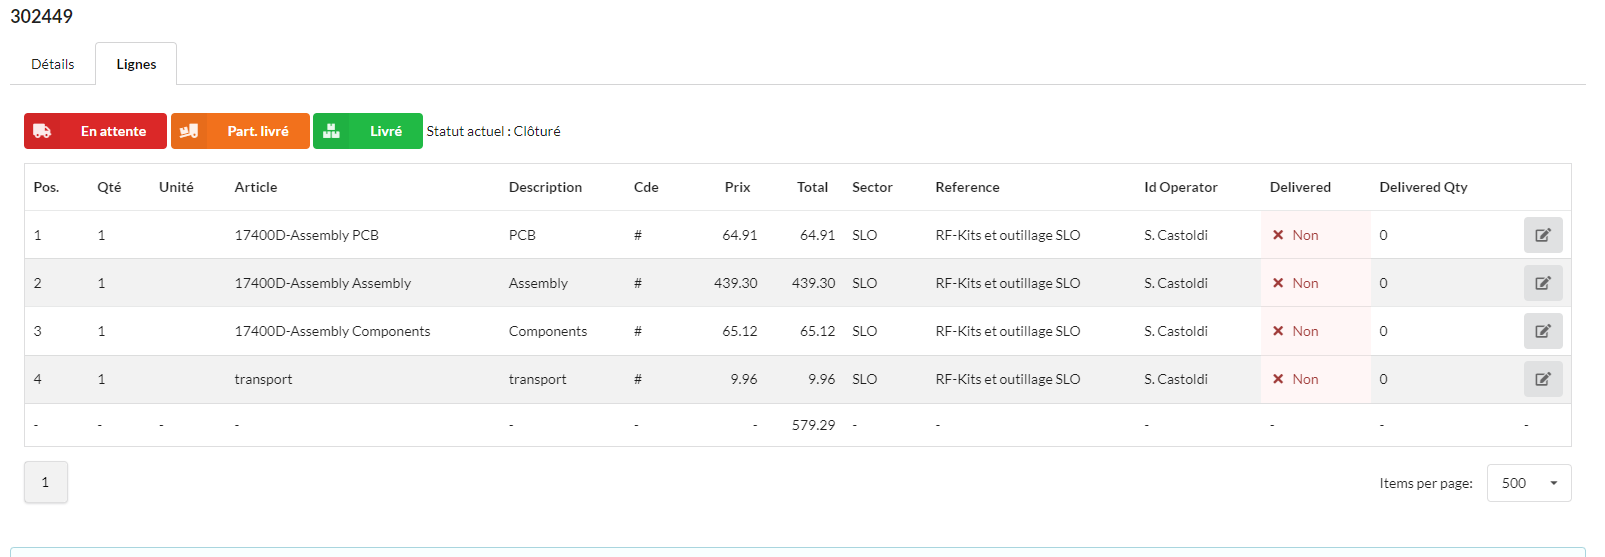 302449
Détails Lignes
En attente Part. livré Livré Statut actuel : Clôturé
Pos. Qté Unité Article Description Cde Prix Total Sector Reference Id Operator Delivered Delivered Qty
1 1 17400D-Assembly PCB PCB # 64.91 64.91 SLO RF-Kits et outillage SLO S. Castoldi Non 0
2 1 17400D-Assembly Assembly Assembly # 439.30 439.30 SLO RF-Kits et outillage SLO S. Castoldi Non 0
3 1 17400D-Assembly Components Components # 65.12 65.12 SLO RF-Kits et outillage SLO S. Castoldi Non 0
4 1 transport transport # 9.96 9.96 SLO RF-Kits et outillage SLO S. Castoldi Non 0
- - - - - - - 579.29 - - - - - -
1 Items per page: 500